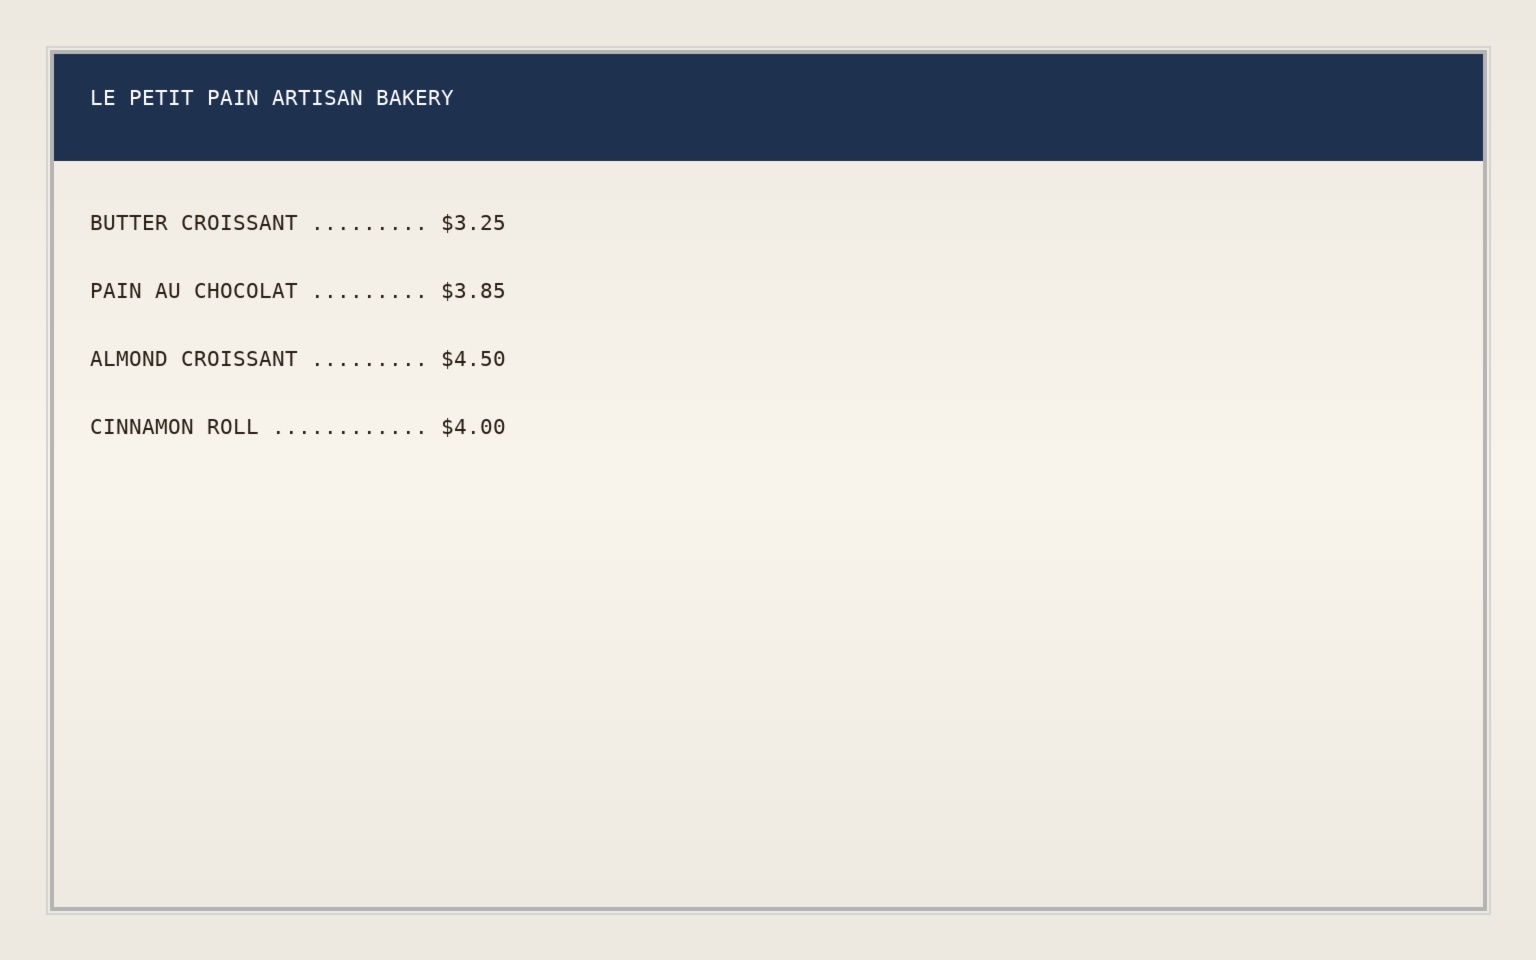 LE PETIT PAIN ARTISAN BAKERY
BUTTER CROISSANT ......... $3.25
PAIN AU CHOCOLAT ......... $3.85
ALMOND CROISSANT ......... $4.50
CINNAMON ROLL ............ $4.00